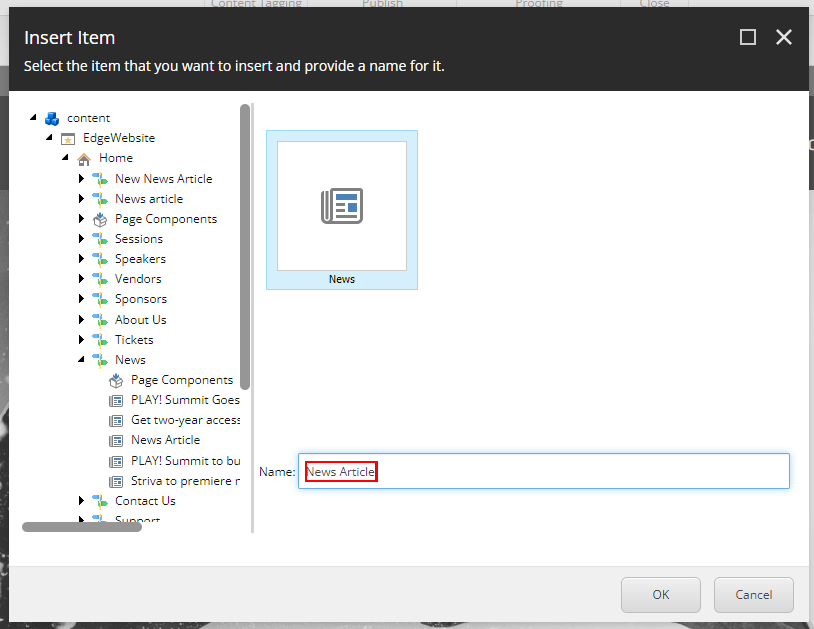 Content Tagging Publish Proofing Close
Insert Item
Select the item that you want to insert and provide a name for it.
content
EdgeWebsite
Home
New News Article
News article
Page Components
Sessions
Speakers
Vendors
Sponsors
About Us
Tickets
News
Page Components
PLAY! Summit Goes
Get two-year access
News Article
PLAY! Summit to bu
Striva to premiere r
Contact Us
Support
News
Name: News Article
OK Cancel